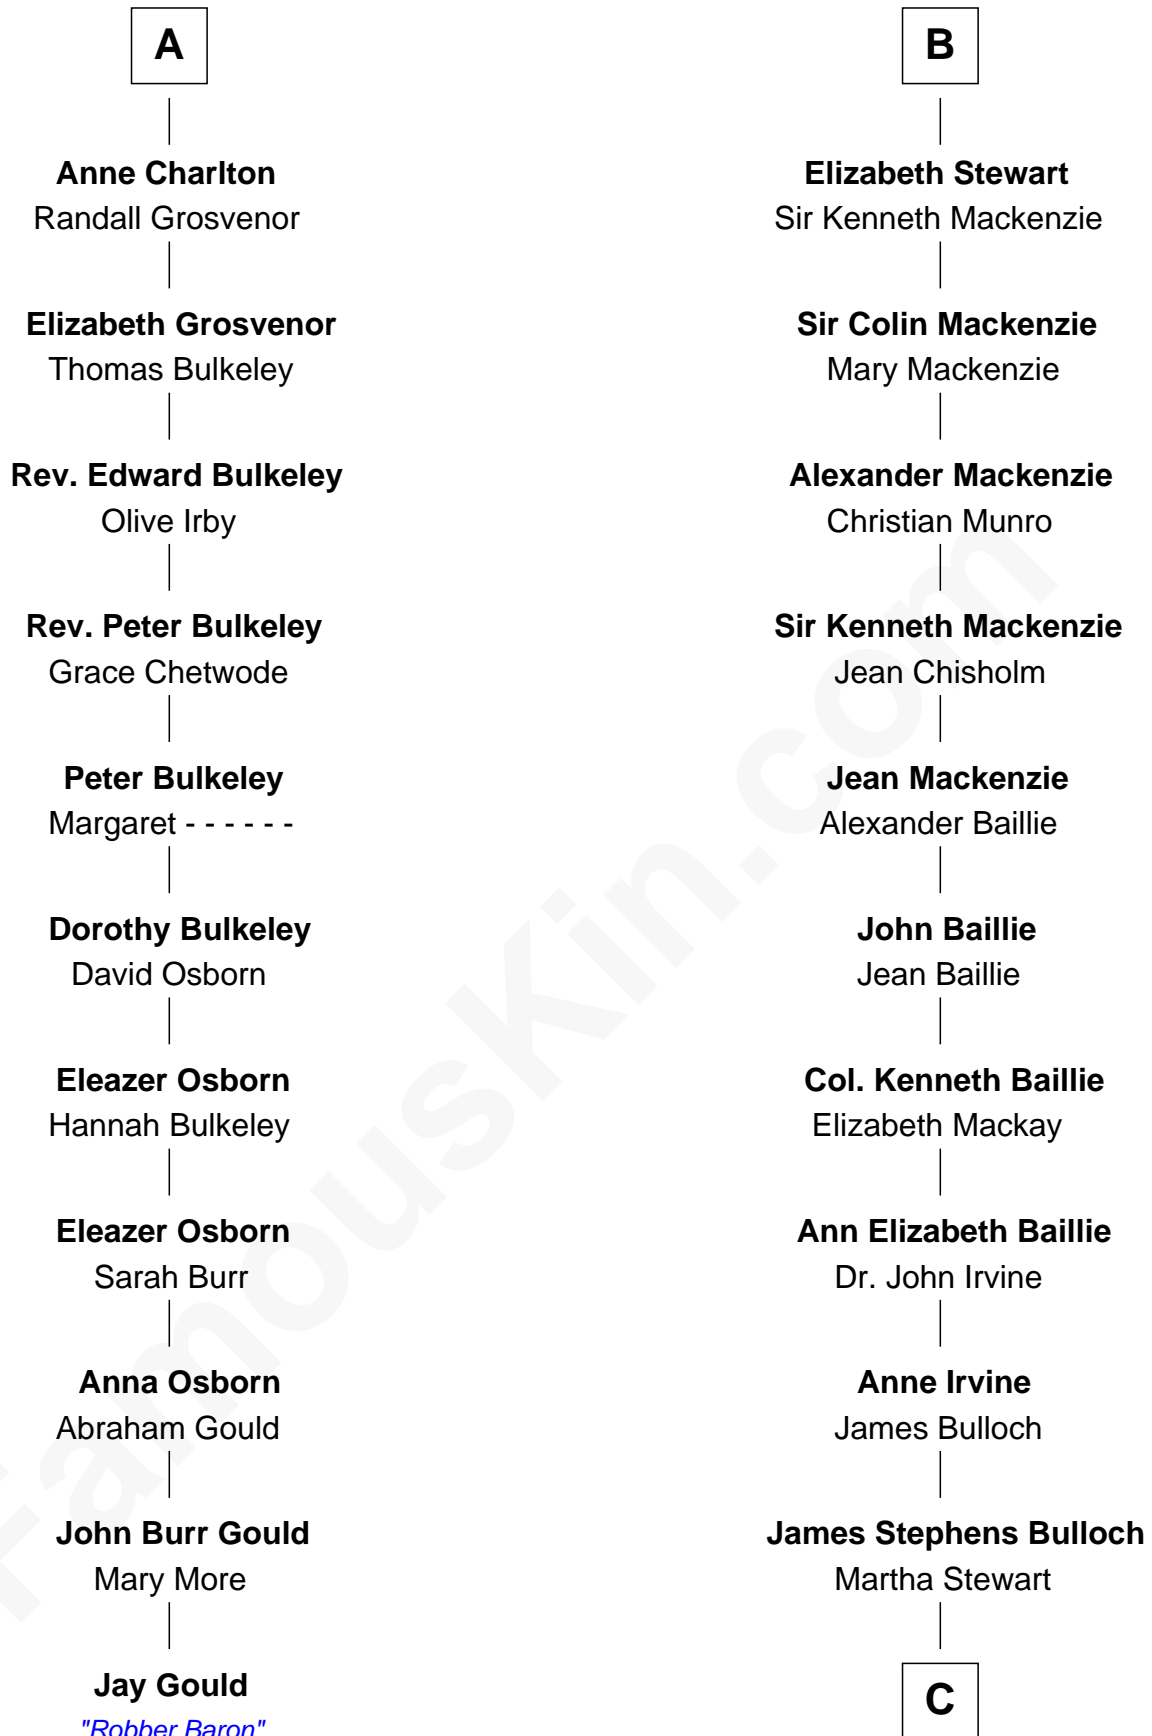 A
Anne Charlton
Randall Grosvenor
Elizabeth Grosvenor
Thomas Bulkeley
Rev. Edward Bulkeley
Olive Irby
Rev. Peter Bulkeley
Grace Chetwode
Peter Bulkeley
Margaret - - - - - -
Dorothy Bulkeley
David Osborn
Eleazer Osborn
Hannah Bulkeley
Eleazer Osborn
Sarah Burr
Anna Osborn
Abraham Gould
John Burr Gould
Mary More
Jay Gould
"Robber Baron"
B
Elizabeth Stewart
Sir Kenneth Mackenzie
Sir Colin Mackenzie
Mary Mackenzie
Alexander Mackenzie
Christian Munro
Sir Kenneth Mackenzie
Jean Chisholm
Jean Mackenzie
Alexander Baillie
John Baillie
Jean Baillie
Col. Kenneth Baillie
Elizabeth Mackay
Ann Elizabeth Baillie
Dr. John Irvine
Anne Irvine
James Bulloch
James Stephens Bulloch
Martha Stewart
C
FamousKin.com